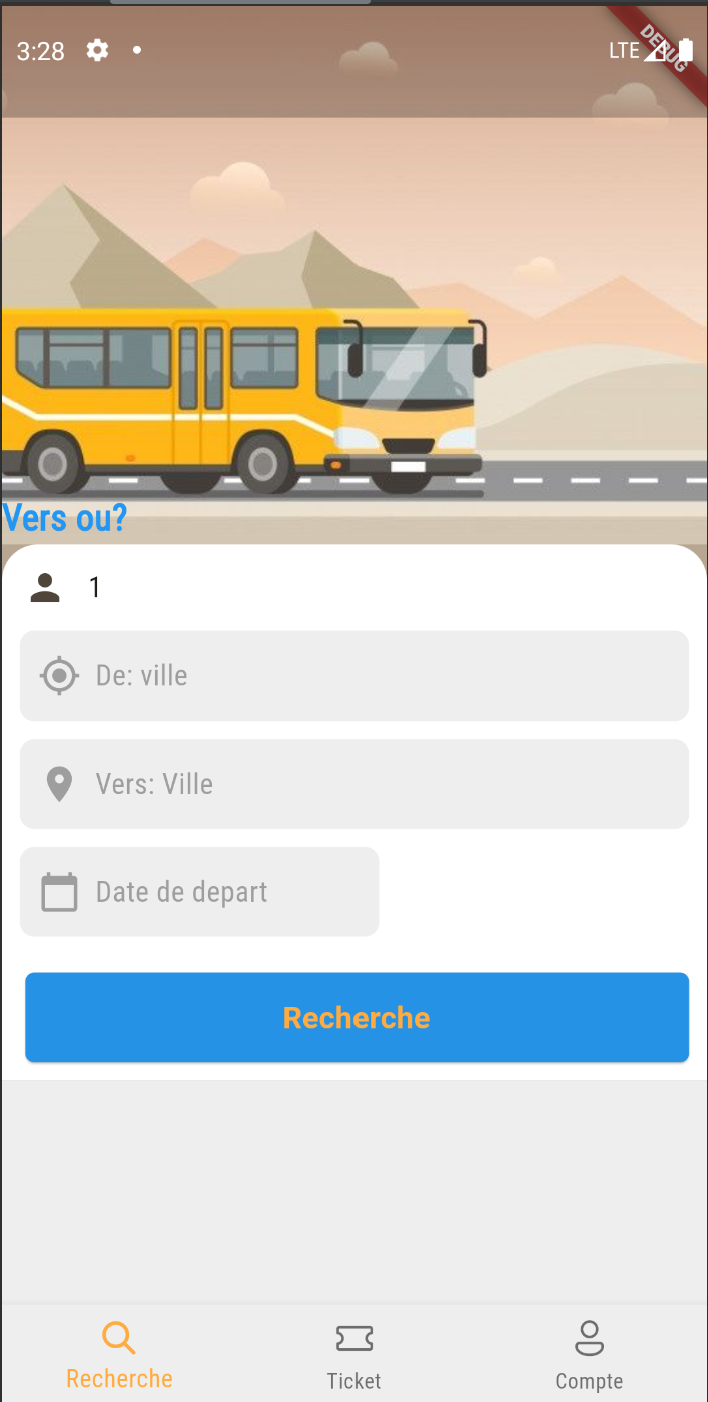 3:28
LTE
DEBUG
Vers ou?
1
De: ville
Vers: Ville
Date de depart
Recherche
Recherche
Ticket
Compte